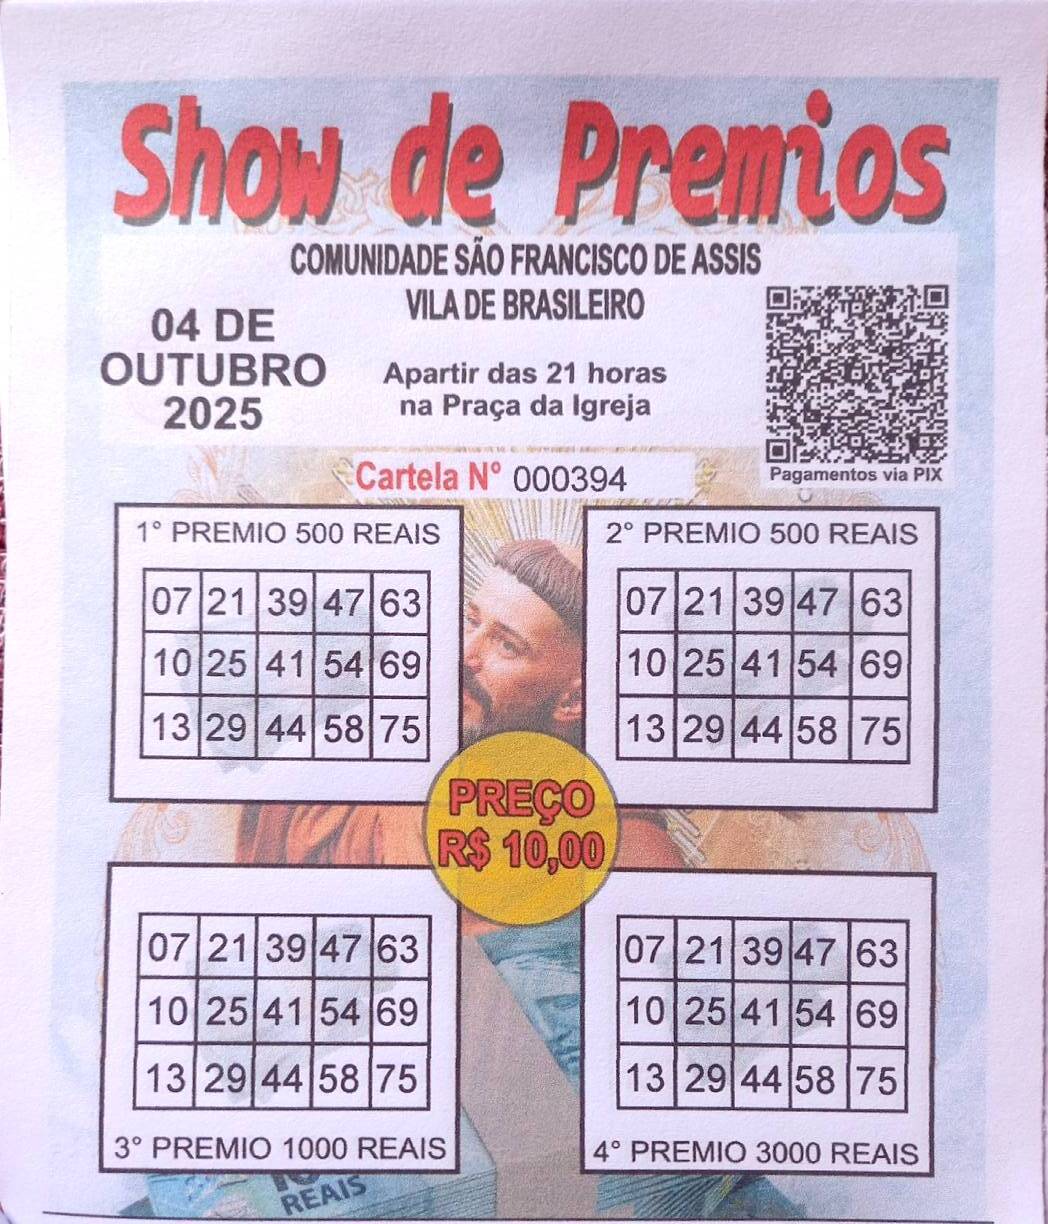 Show de Premios
COMUNIDADE SÃO FRANCISCO DE ASSIS
VILA DE BRASILEIRO
04 DE
OUTUBRO
2025
Apartir das 21 horas
na Praça da Igreja
Pagamentos via PIX
Cartela N° 000394
1° PREMIO 500 REAIS
07 21 39 47 63
10 25 41 54 69
13 29 44 58 75
2° PREMIO 500 REAIS
07 21 39 47 63
10 25 41 54 69
13 29 44 58 75
PREÇO
R$ 10,00
07 21 39 47 63
10 25 41 54 69
13 29 44 58 75
3° PREMIO 1000 REAIS
07 21 39 47 63
10 25 41 54 69
13 29 44 58 75
4° PREMIO 3000 REAIS
REAIS